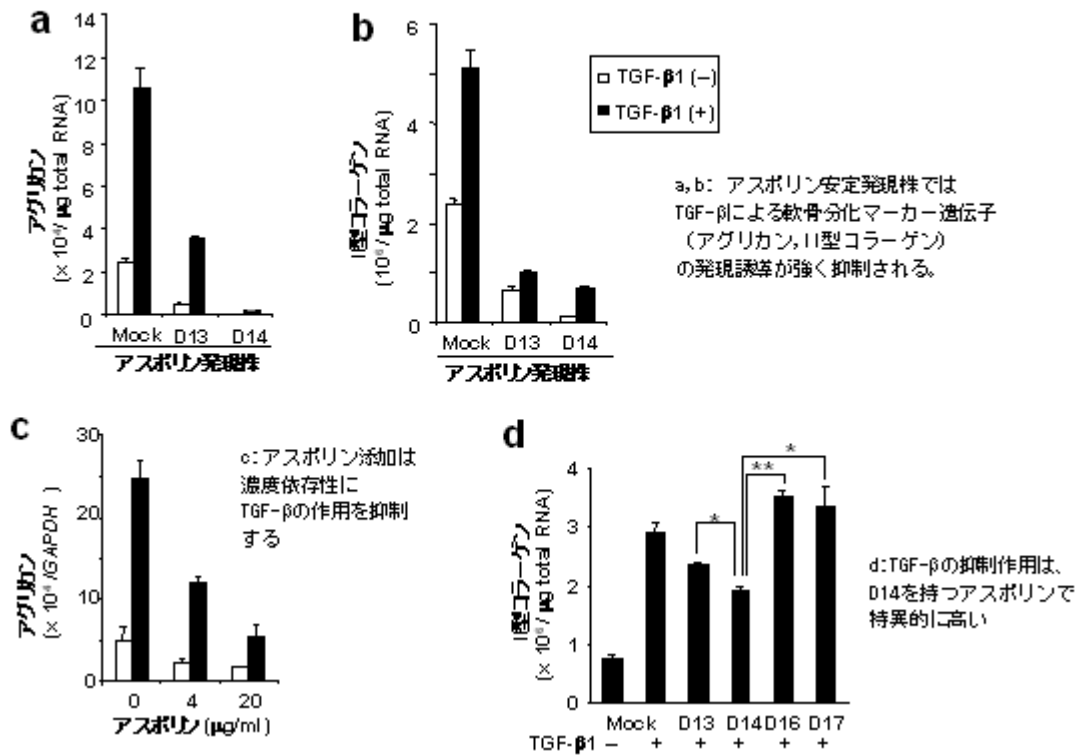 a
14
12
10
8
6
4
2
0
アグリカン
/ μg total RNA)
Mock D13 D14
アスポリン発現株
b
6
4
2
0
II型コラーゲン
/ μg total RNA)
Mock D13 D14
アスポリン発現株
TGF-β1 (−)
TGF-β1 (+)
a,b: アスポリン安定発現株では
TGF-βによる軟骨分化マーカー遺伝子
(アグリカン,II型コラーゲン)
の発現誘導が強く抑制される。
c
30
20
10
0
アグリカン
/GAPDH )
0 4 20
アスポリン (μg/ml)
c:アスポリン添加は
濃度依存性に
TGF-βの作用を抑制
する
d
4
3
2
1
0
II型コラーゲン
/ μg total RNA)
* ** *
Mock D13 D14 D16 D17
TGF-β1 − + + + + +
d:TGF-βの抑制作用は、
D14を持つアスポリンで
特異的に高い